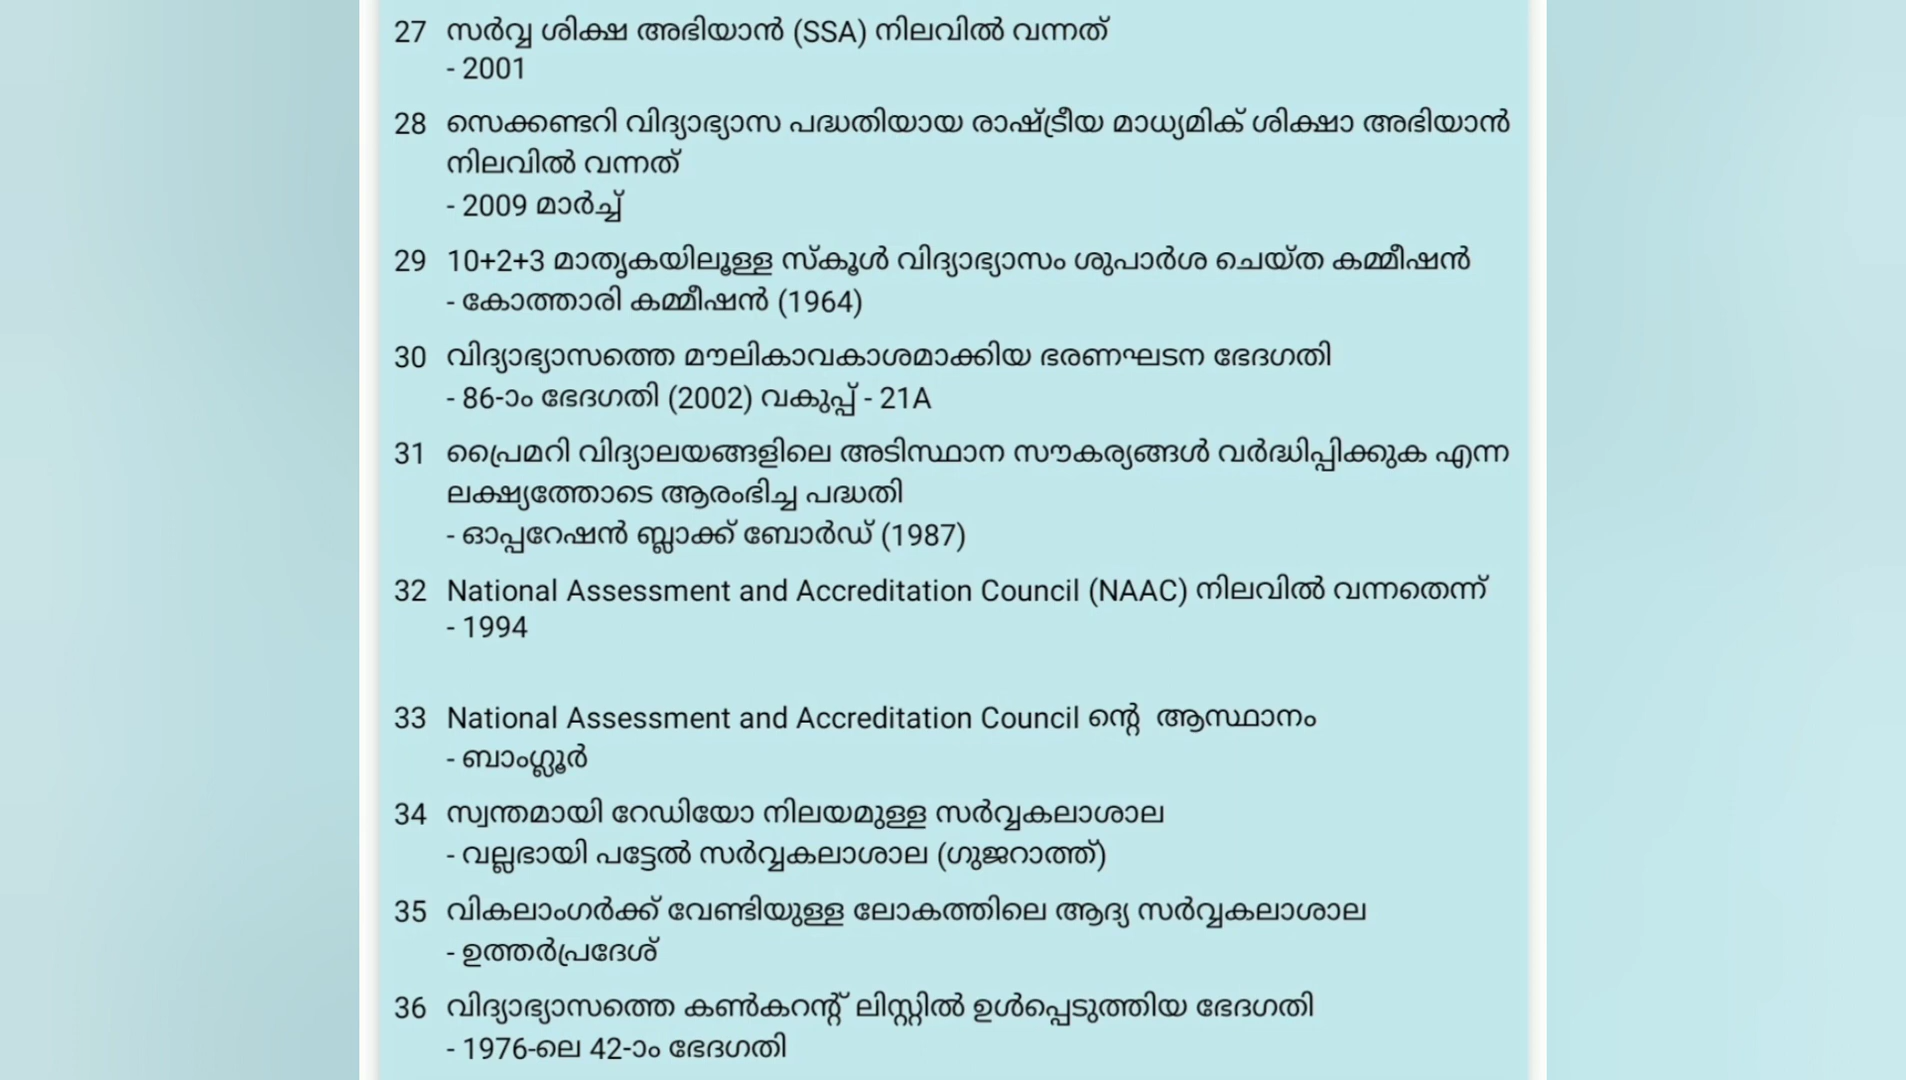 27 സർവ്വ ശിക്ഷ അഭിയാൻ (SSA) നിലവിൽ വന്നത്
- 2001
28 സെക്കണ്ടറി വിദ്യാഭ്യാസ പദ്ധതിയായ രാഷ്ട്രീയ മാധ്യമിക് ശിക്ഷാ അഭിയാൻ
നിലവിൽ വന്നത്
- 2009 മാർച്ച്
29 10+2+3 മാതൃകയിലൂള്ള സ്കൂൾ വിദ്യാഭ്യാസം ശുപാർശ ചെയ്ത കമ്മീഷൻ
- കോത്താരി കമ്മീഷൻ (1964)
30 വിദ്യാഭ്യാസത്തെ മൗലികാവകാശമാക്കിയ ഭരണഘടന ഭേദഗതി
- 86-ാം ഭേദഗതി (2002) വകുപ്പ് - 21A
31 പ്രൈമറി വിദ്യാലയങ്ങളിലെ അടിസ്ഥാന സൗകര്യങ്ങൾ വർദ്ധിപ്പിക്കുക എന്ന
ലക്ഷ്യത്തോടെ ആരംഭിച്ച പദ്ധതി
- ഓപ്പറേഷൻ ബ്ലാക്ക് ബോർഡ് (1987)
32 National Assessment and Accreditation Council (NAAC) നിലവിൽ വന്നതെന്ന്
- 1994
33 National Assessment and Accreditation Council ന്റെ ആസ്ഥാനം
- ബാംഗ്ലൂർ
34 സ്വന്തമായി റേഡിയോ നിലയമുള്ള സർവ്വകലാശാല
- വല്ലഭായി പട്ടേൽ സർവ്വകലാശാല (ഗുജറാത്ത്)
35 വികലാംഗർക്ക് വേണ്ടിയുള്ള ലോകത്തിലെ ആദ്യ സർവ്വകലാശാല
- ഉത്തർപ്രദേശ്
36 വിദ്യാഭ്യാസത്തെ കൺകറന്റ് ലിസ്റ്റിൽ ഉൾപ്പെടുത്തിയ ഭേദഗതി
- 1976-ലെ 42-ാം ഭേദഗതി